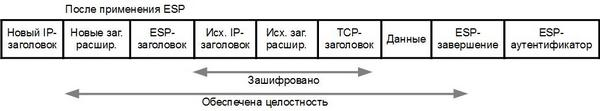 После применения ESP
Новый IP-
заголовок
Новые заг.
расшир.
ESP-
заголовок
Исх. IP-
заголовок
Исх. заг.
расшир.
TCP-
заголовок
Данные
ESP-
завершение
ESP-
аутентификатор
Зашифровано
Обеспечена целостность